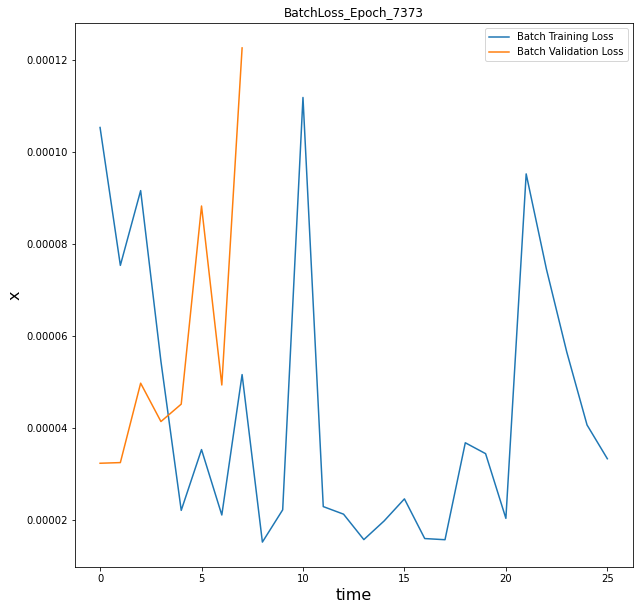 BatchLoss_Epoch_7373
Batch Training Loss
Batch Validation Loss
0.00012
0.00010
0.00008
0.00006
0.00004
0.00002
x
0 5 10 15 20 25
time